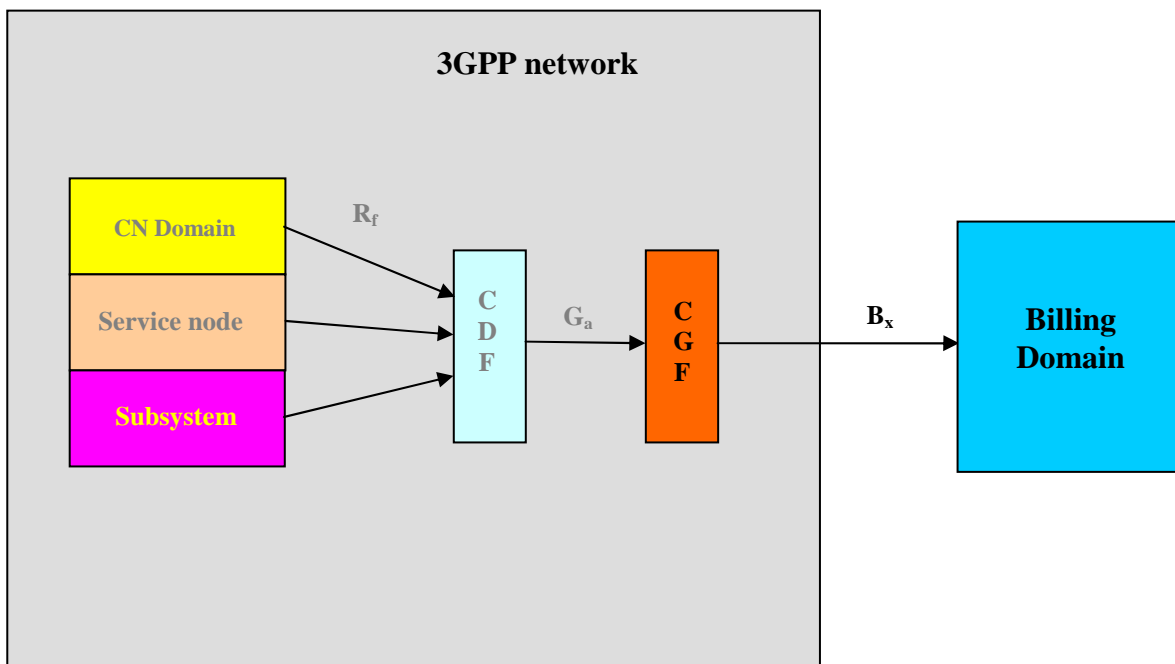 3GPP network
CN Domain
Service node
Subsystem
Rf
C
D
F
Ga
C
G
F
Bx
Billing
Domain